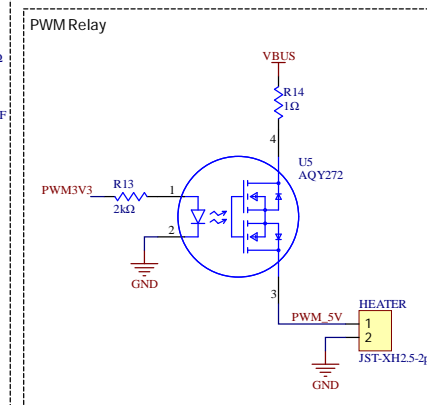 Ω
F
PWM Relay
VBUS
R14
1Ω
4
U5
AQY272
PWM3V3
R13
2kΩ
1
2
GND
3
PWM_5V
HEATER
1
2
JST-XH2.5-2p
GND